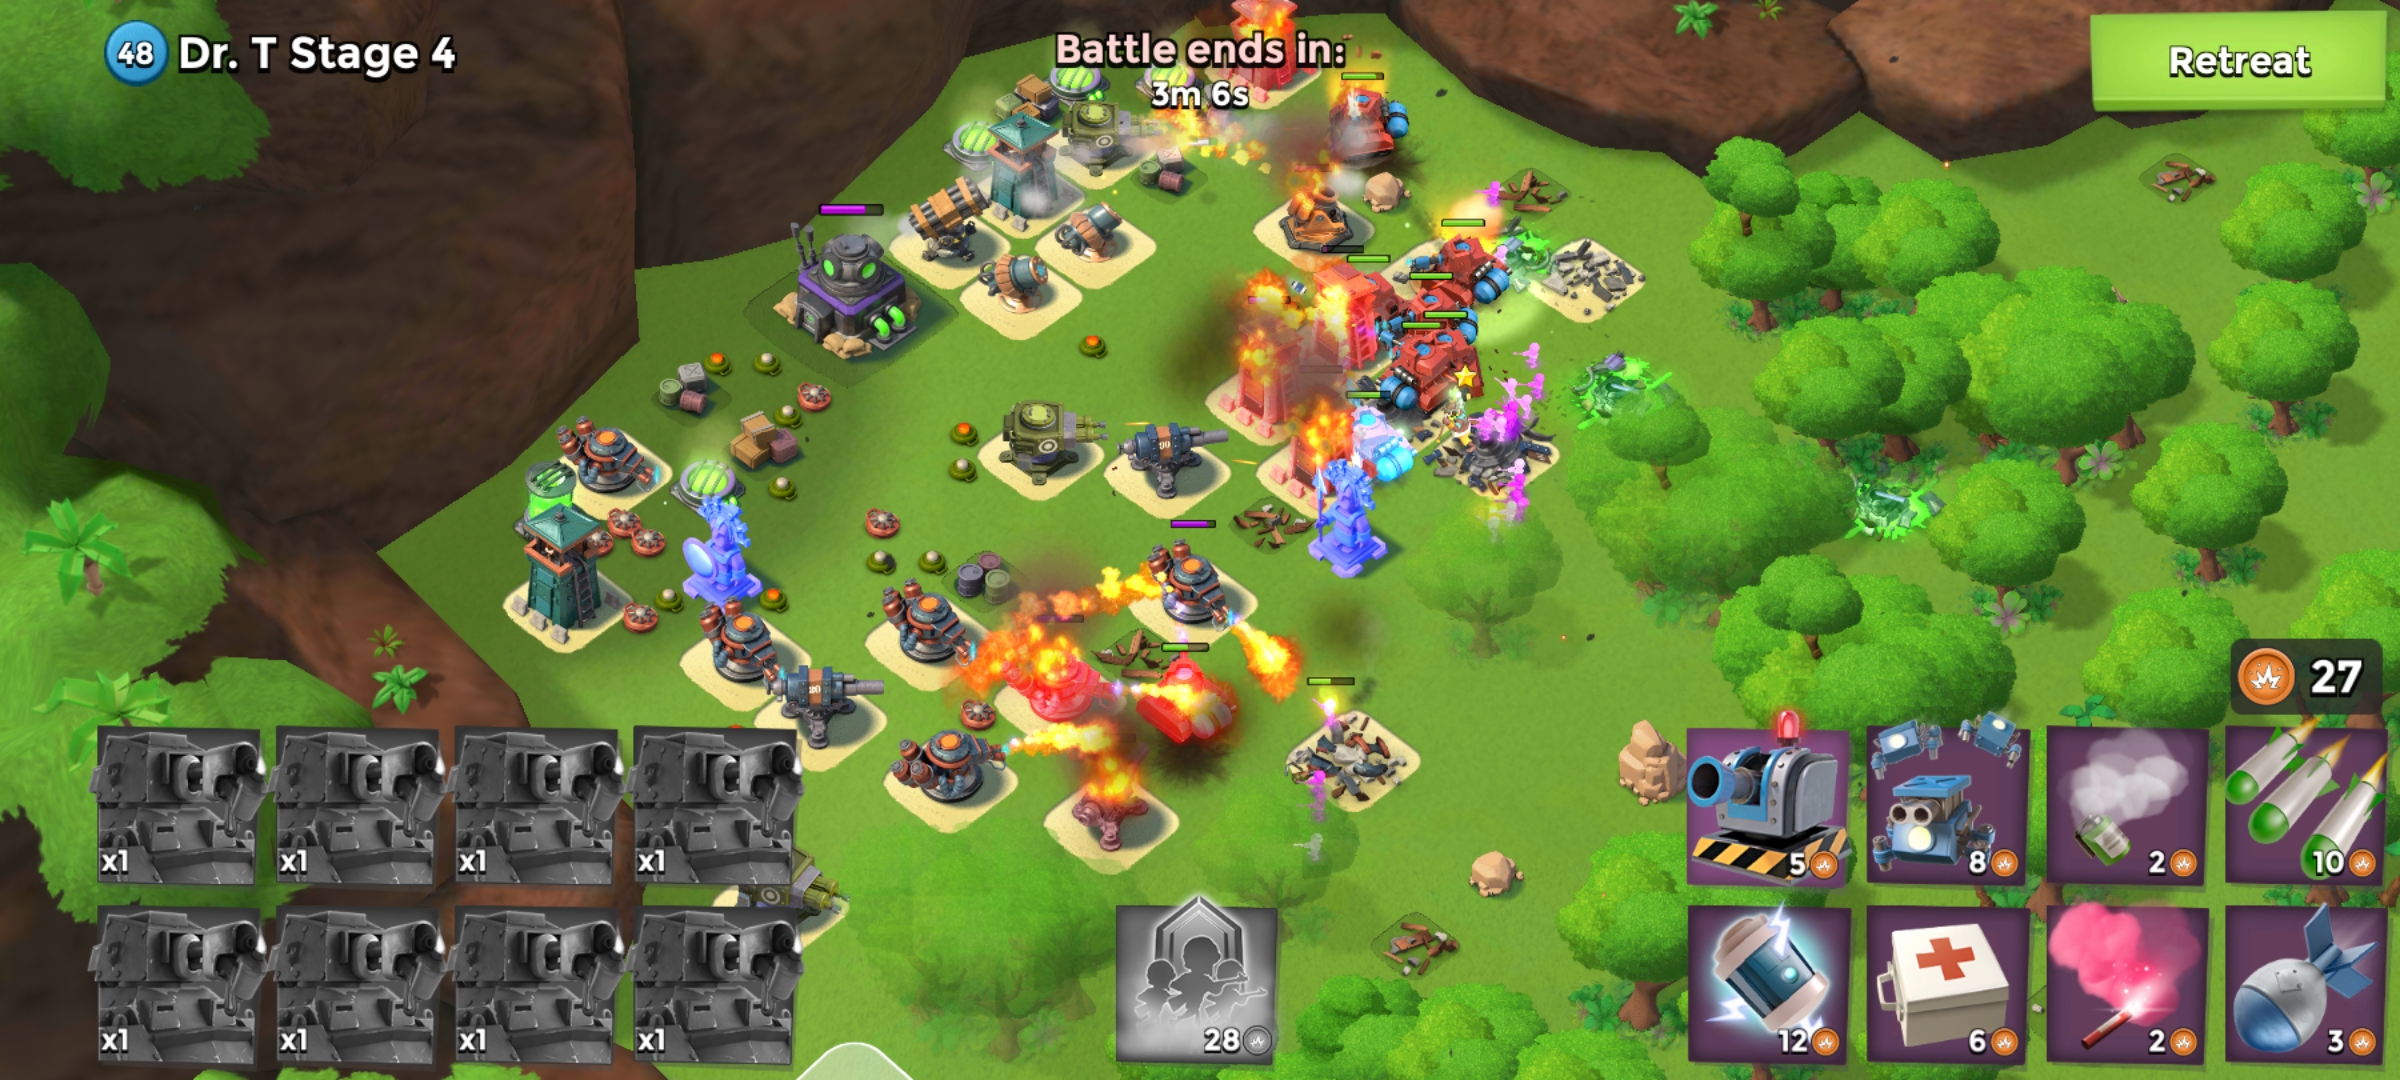 48 Dr. T Stage 4
Battle ends in:
3m 6s
Retreat
27
x1 x1 x1 x1
5 8 2 10
x1 x1 x1 x1
28
12 6 2 3